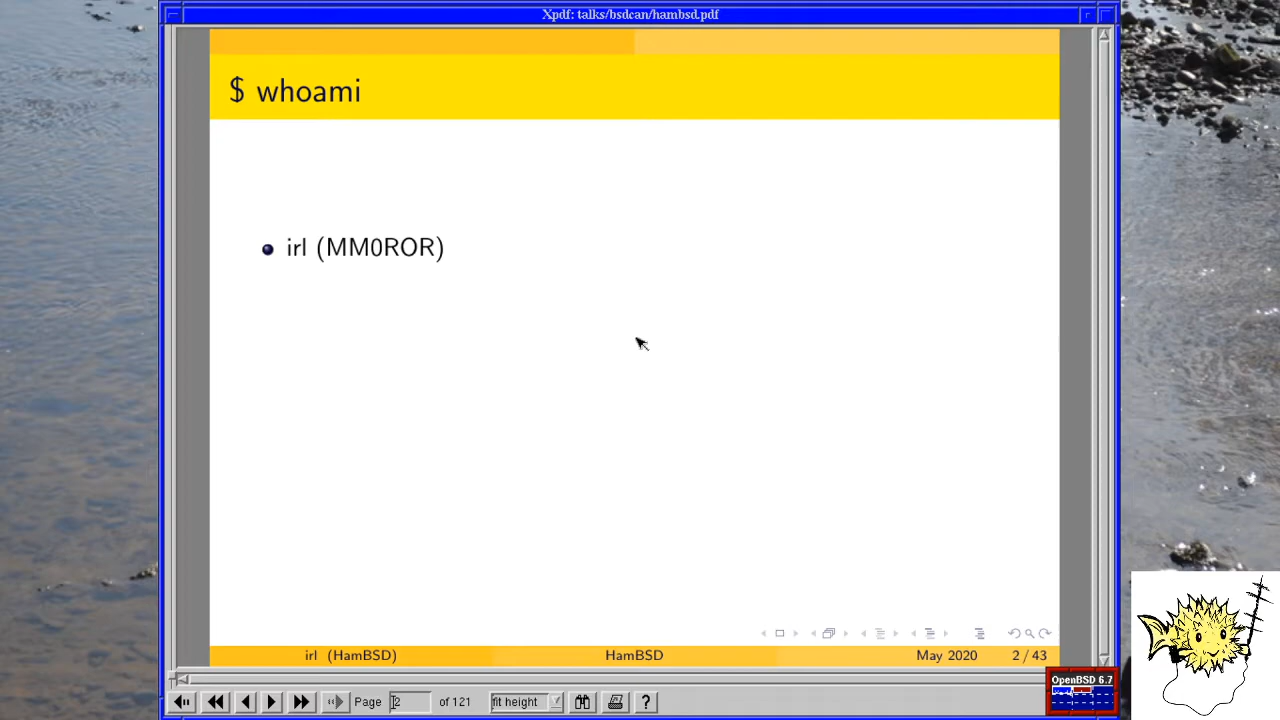 Xpdf: talks/bsdcan/hambsd.pdf
$ whoami
irl (MM0ROR)
irl (HamBSD)
HamBSD
May 2020
2 / 43
OpenBSD 6.7
Page
2
of 121
fit height
?